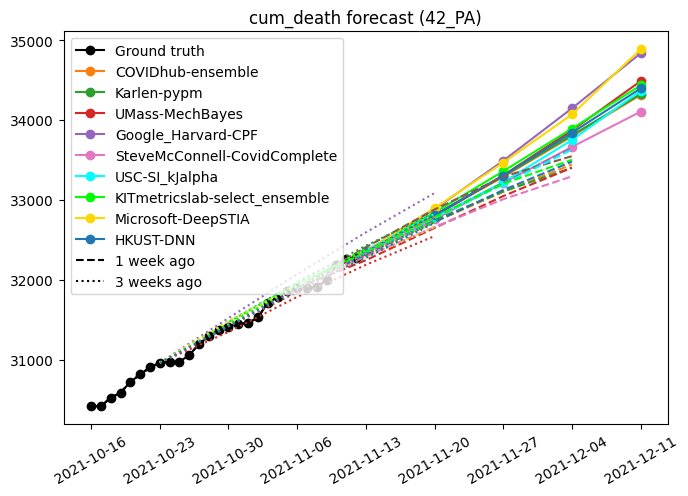 cum_death forecast (42_PA)
Ground truth
COVIDhub-ensemble
Karlen-pypm
UMass-MechBayes
Google_Harvard-CPF
SteveMcConnell-CovidComplete
USC-SI_kJalpha
KITmetricslab-select_ensemble
Microsoft-DeepSTIA
HKUST-DNN
1 week ago
3 weeks ago
35000
34000
33000
32000
31000
2021-10-16
2021-10-23
2021-10-30
2021-11-06
2021-11-13
2021-11-20
2021-11-27
2021-12-04
2021-12-11